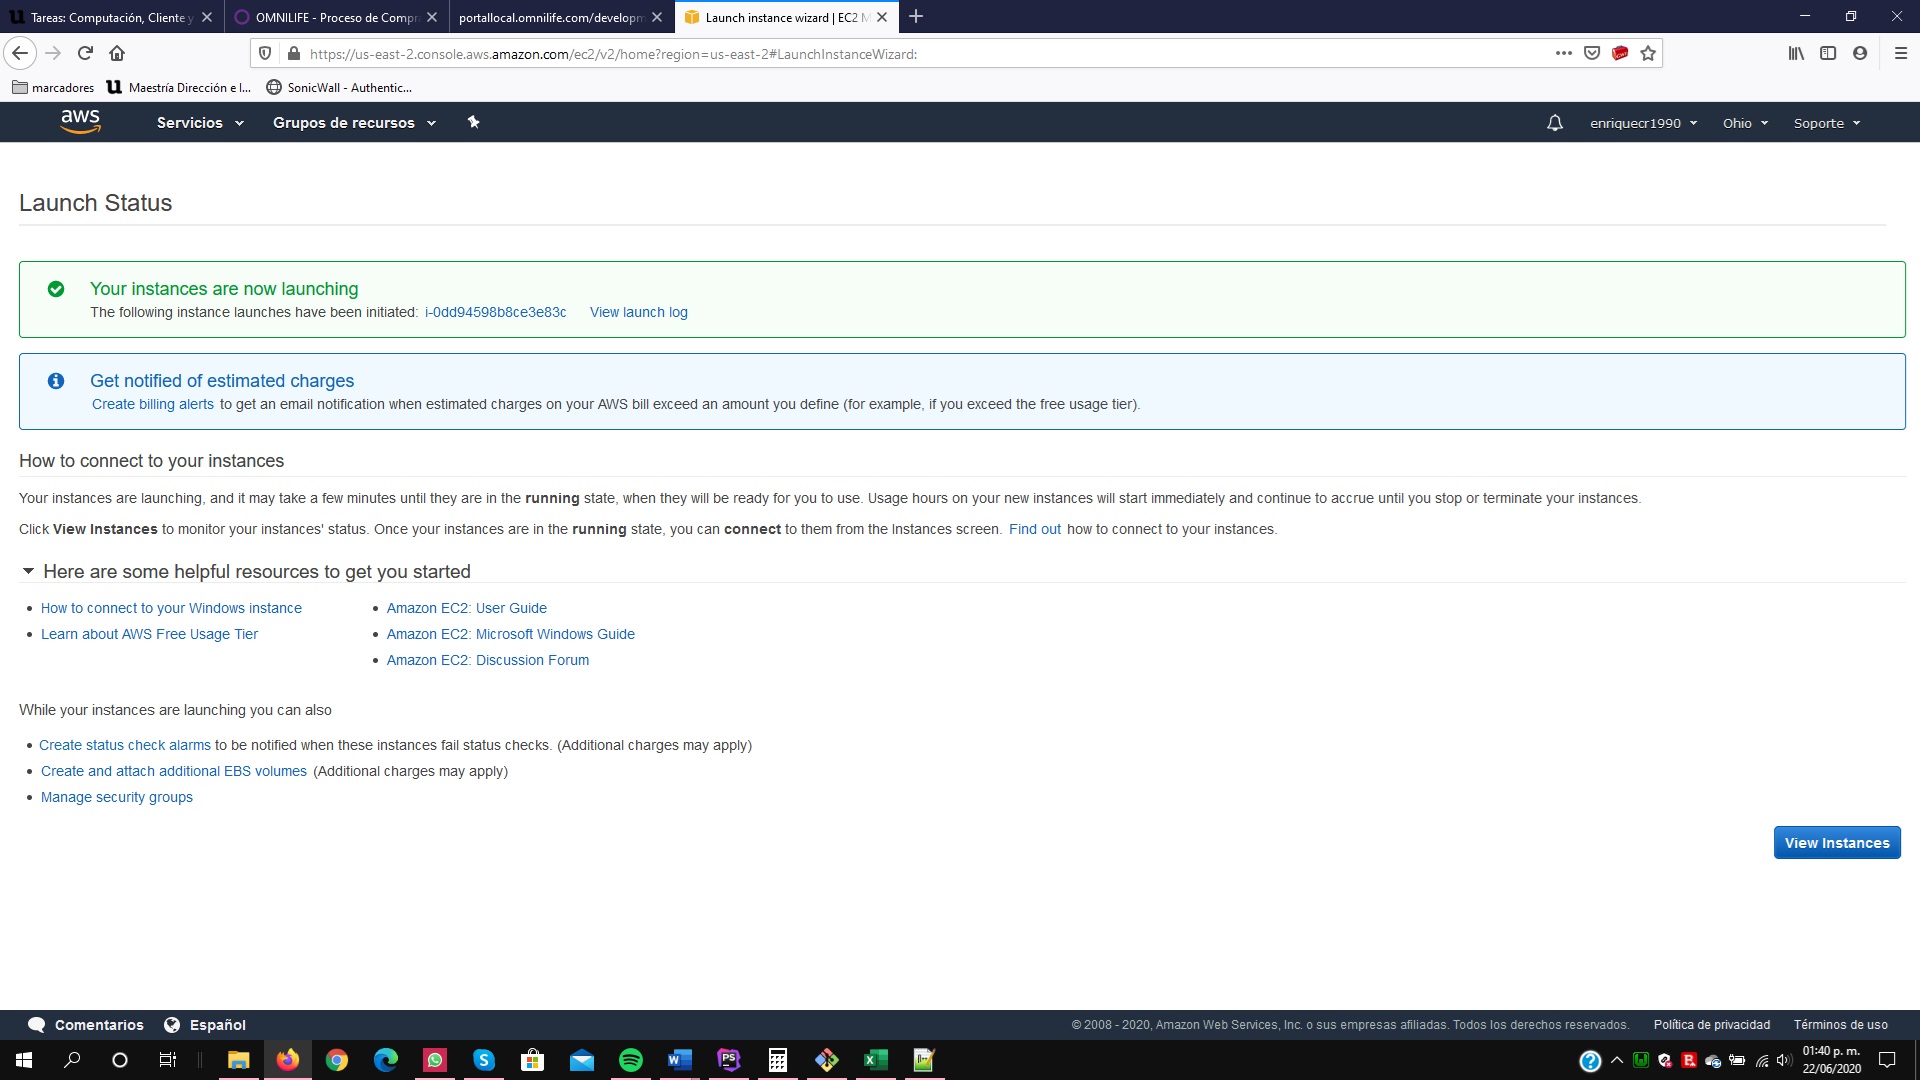 Tareas: Computación, Cliente y
OMNILIFE - Proceso de Compr
portallocal.omnilife.com/developm
Launch instance wizard | EC2 M
https://us-east-2.console.aws.amazon.com/ec2/v2/home?region=us-east-2#LaunchInstanceWizard:
marcadores
Maestría Dirección e I...
SonicWall - Authentic...
aws
Servicios
Grupos de recursos
enriquecr1990
Ohio
Soporte
Launch Status
Your instances are now launching
The following instance launches have been initiated: i-0dd94598b8ce3e83c View launch log
Get notified of estimated charges
Create billing alerts to get an email notification when estimated charges on your AWS bill exceed an amount you define (for example, if you exceed the free usage tier).
How to connect to your instances
Your instances are launching, and it may take a few minutes until they are in the running state, when they will be ready for you to use. Usage hours on your new instances will start immediately and continue to accrue until you stop or terminate your instances.
Click View Instances to monitor your instances' status. Once your instances are in the running state, you can connect to them from the Instances screen. Find out how to connect to your instances.
Here are some helpful resources to get you started
• How to connect to your Windows instance
• Learn about AWS Free Usage Tier
• Amazon EC2: User Guide
• Amazon EC2: Microsoft Windows Guide
• Amazon EC2: Discussion Forum
While your instances are launching you can also
• Create status check alarms to be notified when these instances fail status checks. (Additional charges may apply)
• Create and attach additional EBS volumes (Additional charges may apply)
• Manage security groups
View Instances
Comentarios
Español
© 2008 - 2020, Amazon Web Services, Inc. o sus empresas afiliadas. Todos los derechos reservados.
Política de privacidad
Términos de uso
01:40 p. m.
22/06/2020